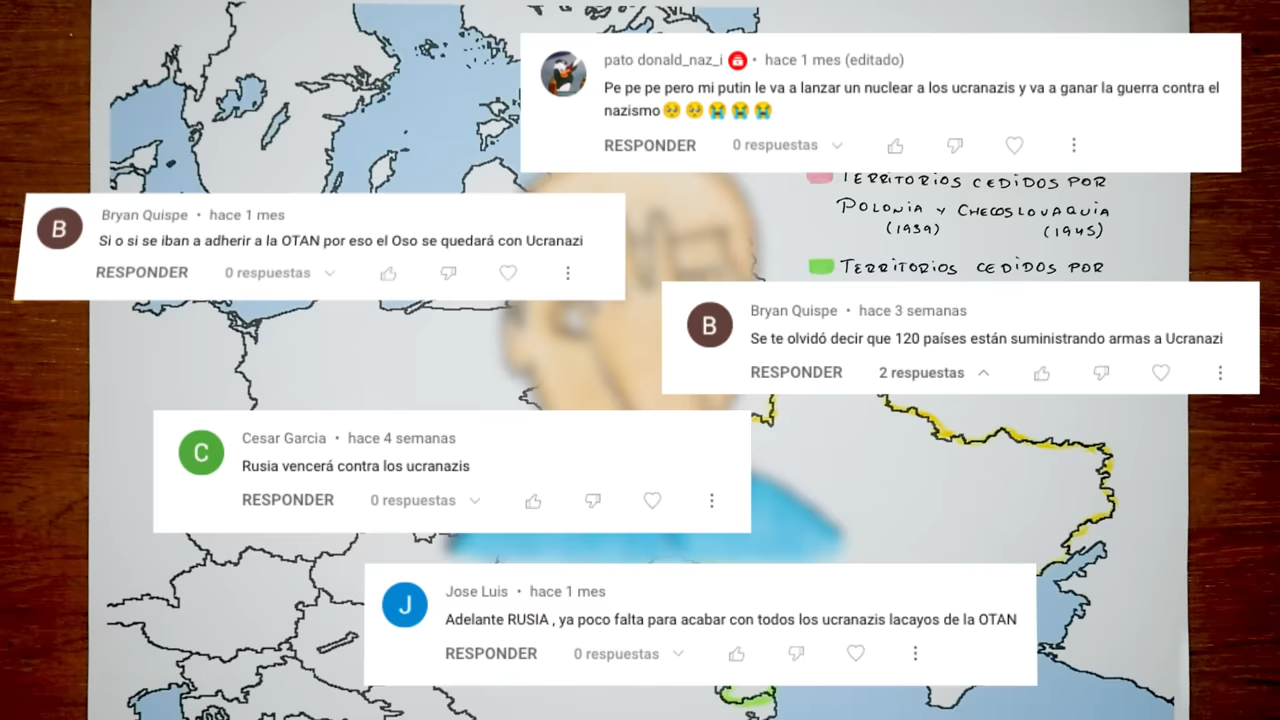 pato donald_naz_i • hace 1 mes (editado)
Pe pe pe pero mi putin le va a lanzar un nuclear a los ucranazis y va a ganar la guerra contra el
nazismo🥺🥺😭😭😭
RESPONDER 0 respuestas
TERRITORIOS CEDIDOS POR
POLONIA Y CHECOSLOVAQUIA
(1939) (1945)
TERRITORIOS CEDIDOS POR
Bryan Quispe • hace 1 mes
Si o si se iban a adherir a la OTAN por eso el Oso se quedará con Ucranazi
RESPONDER 0 respuestas
B
Bryan Quispe • hace 3 semanas
Se te olvidó decir que 120 países están suministrando armas a Ucranazi
RESPONDER 2 respuestas
B
Cesar Garcia • hace 4 semanas
Rusia vencerá contra los ucranazis
RESPONDER 0 respuestas
C
Jose Luis • hace 1 mes
Adelante RUSIA , ya poco falta para acabar con todos los ucranazis lacayos de la OTAN
RESPONDER 0 respuestas
J